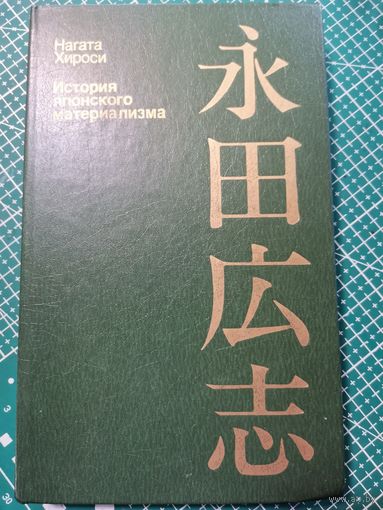 Нагата
Хироси
История
японского
материализма
永田広志